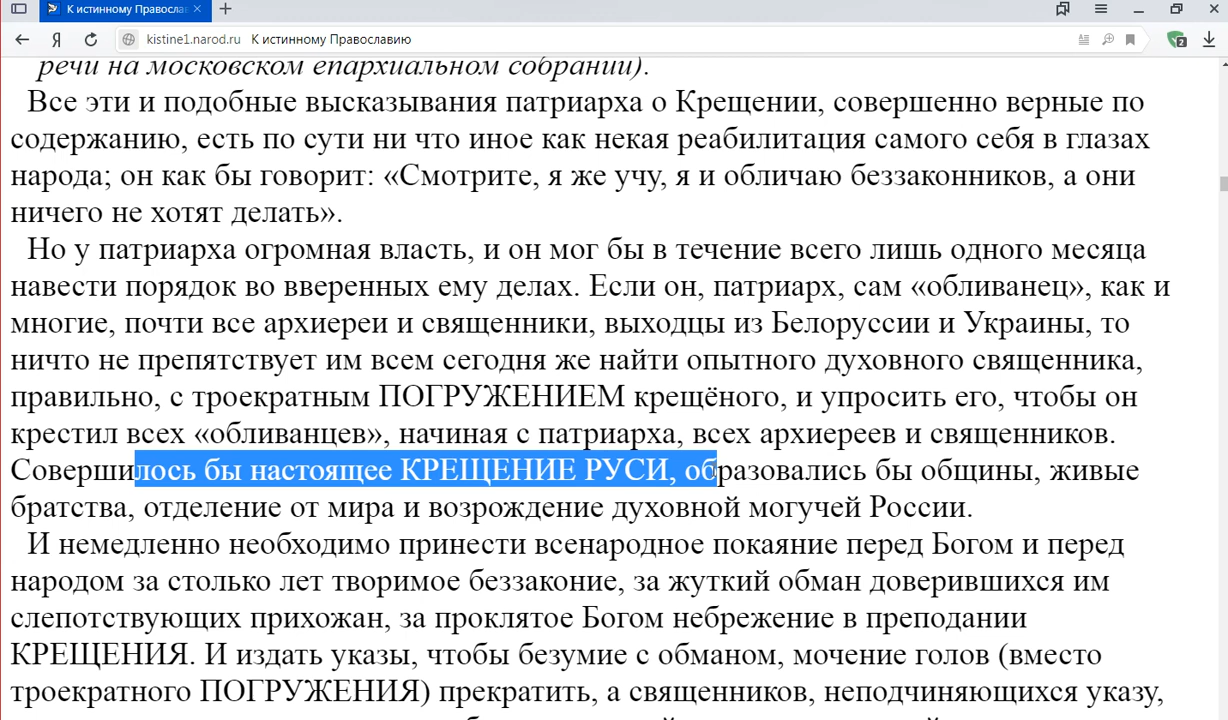 К истинному Правосла
kistine1.narod.ru К истинному Православию
2
речи на московском епархиальном собрании).
Все эти и подобные высказывания патриарха о Крещении, совершенно верные по
содержанию, есть по сути ни что иное как некая реабилитация самого себя в глазах
народа; он как бы говорит: «Смотрите, я же учу, я и обличаю беззаконников, а они
ничего не хотят делать».
Но у патриарха огромная власть, и он мог бы в течение всего лишь одного месяца
навести порядок во вверенных ему делах. Если он, патриарх, сам «обливанец», как и
многие, почти все архиереи и священники, выходцы из Белоруссии и Украины, то
ничто не препятствует им всем сегодня же найти опытного духовного священника,
правильно, с троекратным ПОГРУЖЕНИЕМ крещёного, и упросить его, чтобы он
крестил всех «обливанцев», начиная с патриарха, всех архиереев и священников.
Совершилось бы настоящее КРЕЩЕНИЕ РУСИ, образовались бы общины, живые
братства, отделение от мира и возрождение духовной могучей России.
И немедленно необходимо принести всенародное покаяние перед Богом и перед
народом за столько лет творимое беззаконие, за жуткий обман доверившихся им
слепотствующих прихожан, за проклятое Богом небрежение в преподании
КРЕЩЕНИЯ. И издать указы, чтобы безумие с обманом, мочение голов (вместо
троекратного ПОГРУЖЕНИЯ) прекратить, а священников, неподчиняющихся указу,